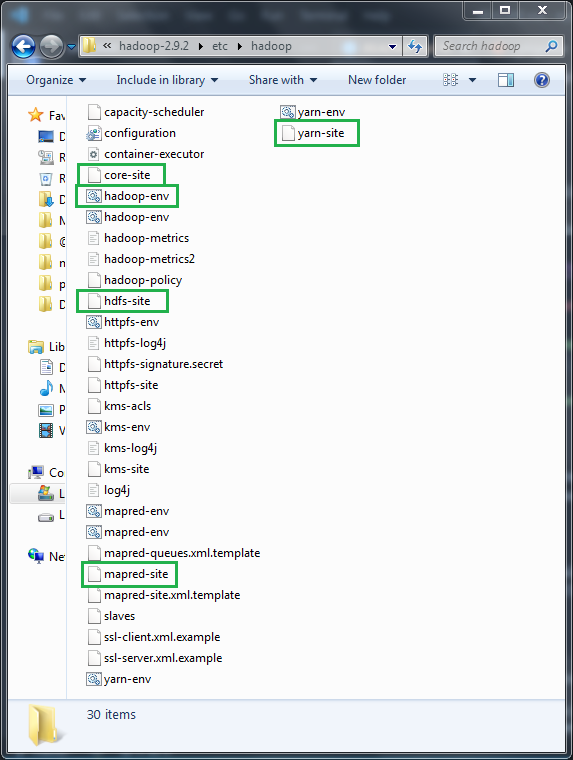 « hadoop-2.9.2 ▸ etc ▸ hadoop
Search hadoop
Organize Include in library Share with New folder
Fav
D
R
R
D
N
@
n
p
D
Lib
D
M
P
V
Co
L
L
Ne
capacity-scheduler
configuration
container-executor
core-site
hadoop-env
hadoop-env
hadoop-metrics
hadoop-metrics2
hadoop-policy
hdfs-site
httpfs-env
httpfs-log4j
httpfs-signature.secret
httpfs-site
kms-acls
kms-env
kms-log4j
kms-site
log4j
mapred-env
mapred-env
mapred-queues.xml.template
mapred-site
mapred-site.xml.template
slaves
ssl-client.xml.example
ssl-server.xml.example
yarn-env
yarn-env
yarn-site
30 items